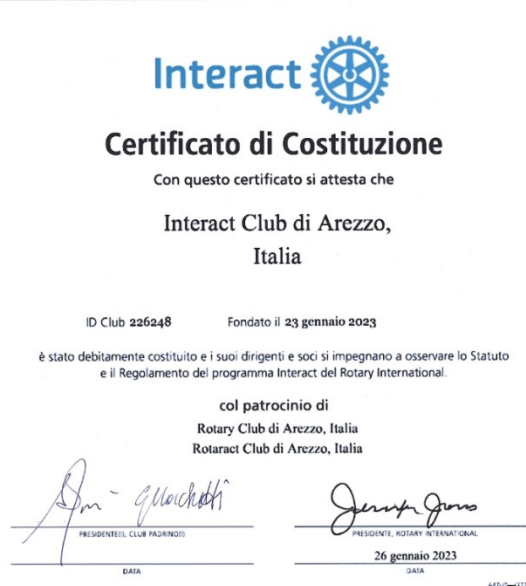 Interact
Certificato di Costituzione
Con questo certificato si attesta che
Interact Club di Arezzo,
Italia
ID Club 226248 Fondato il 23 gennaio 2023
è stato debitamente costituito e i suoi dirigenti e soci si impegnano a osservare lo Statuto
e il Regolamento del programma Interact del Rotary International.
col patrocinio di
Rotary Club di Arezzo, Italia
Rotaract Club di Arezzo, Italia
PRESIDENTE(I), CLUB PADRINO(I)
PRESIDENTE, ROTARY INTERNATIONAL
26 gennaio 2023
DATA
DATA